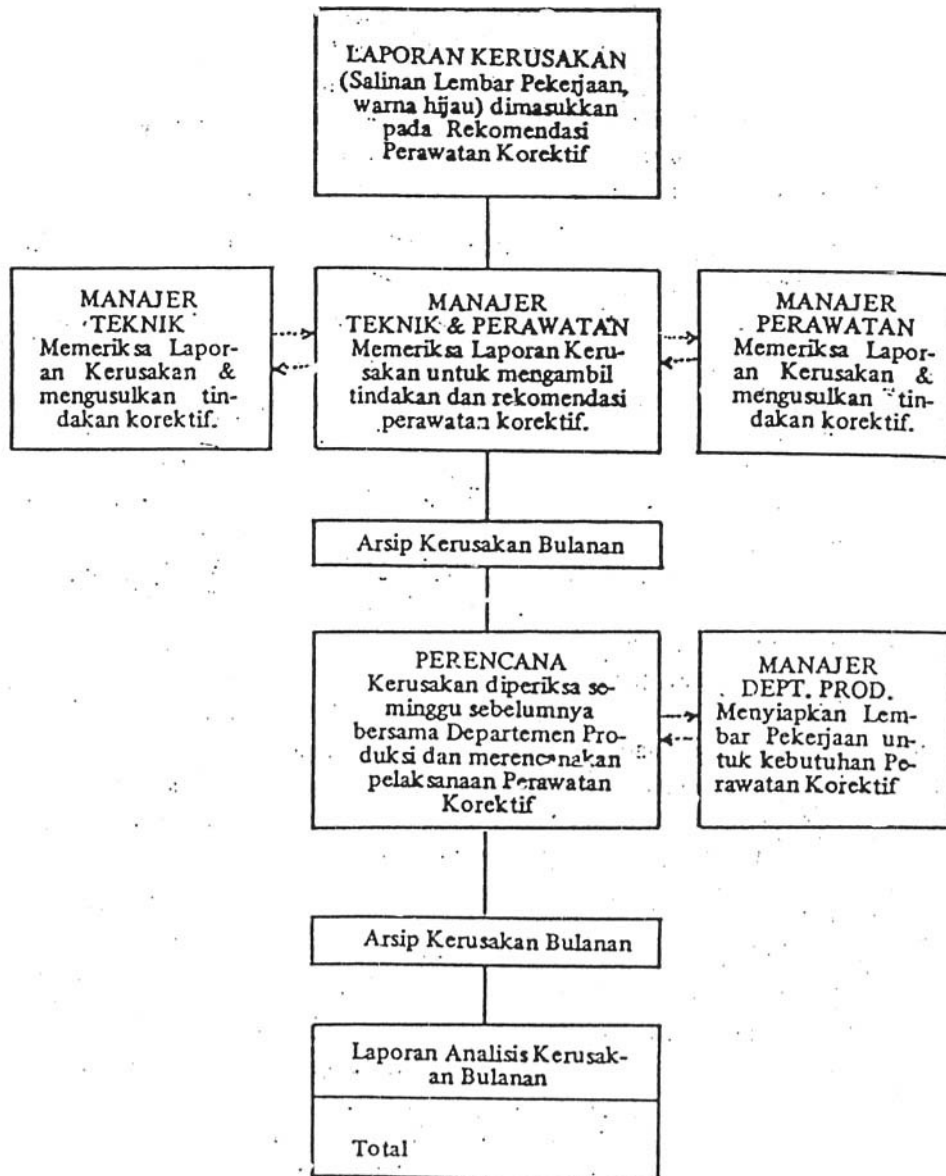 LAPORAN KERUSAKAN
(Salinan Lembar Pekerjaan,
warna hijau) dimasukkan
pada Rekomendasi
Perawatan Korektif
MANAJER
TEKNIK
Memeriksa Lapor-
an Kerusakan &
mengusulkan tin-
dakan korektif.
MANAJER
TEKNIK & PERAWATAN
Memeriksa Laporan Keru-
sakan untuk mengambil
tindakan dan rekomendasi
perawatan korektif.
MANAJER
PERAWATAN
Memeriksa Lapor-
an Kerusakan &
mengusulkan tin-
dakan korektif.
Arsip Kerusakan Bulanan
PERENCANA
Kerusakan diperiksa se-
minggu sebelumnya
bersama Departemen Pro-
duksi dan merencanakan
pelaksanaan Perawatan
Korektif
MANAJER
DEPT. PROD.
Menyiapkan Lem-
bar Pekerjaan un-
tuk kebutuhan Pe-
rawatan Korektif
Arsip Kerusakan Bulanan
Laporan Analisis Kerusak-
an Bulanan
Total